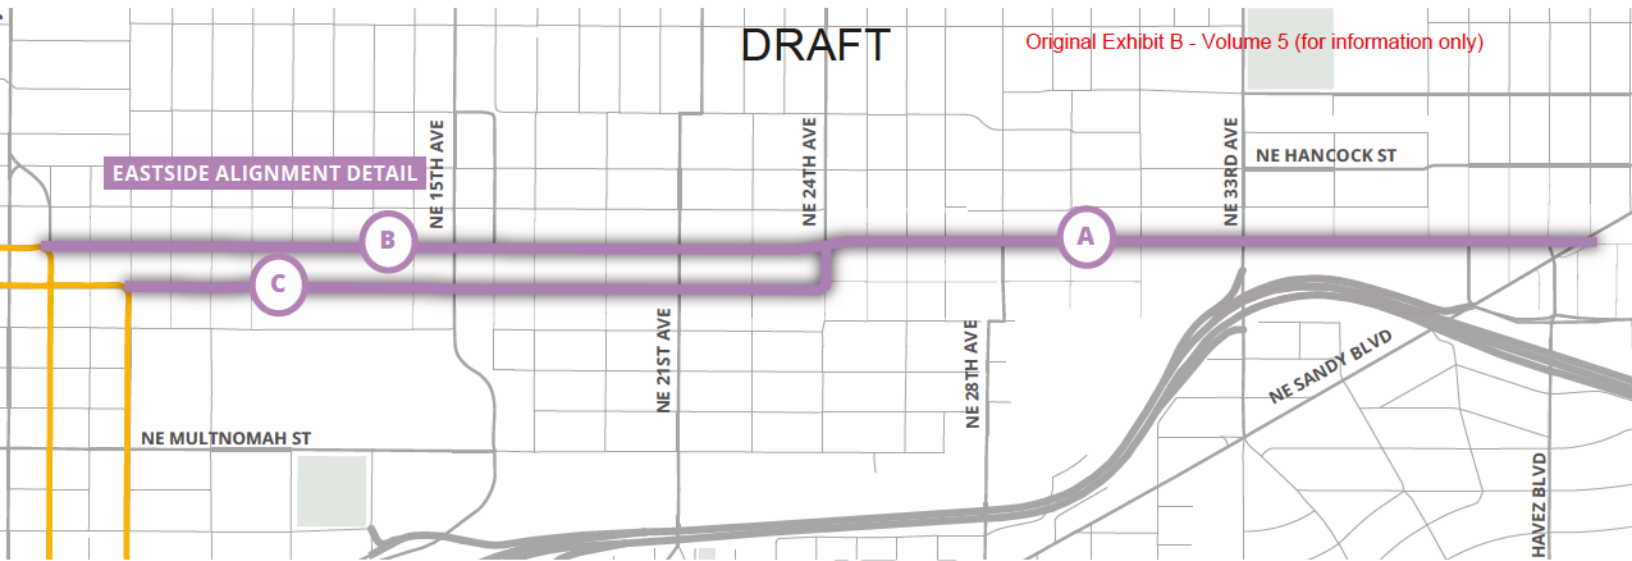 DRAFT
Original Exhibit B - Volume 5 (for information only)
EASTSIDE ALIGNMENT DETAIL
NE 15TH AVE
NE 24TH AVE
NE 33RD AVE
NE HANCOCK ST
B
A
C
NE 21ST AVE
NE 28TH AVE
NE SANDY BLVD
NE MULTNOMAH ST
HAVEZ BLVD